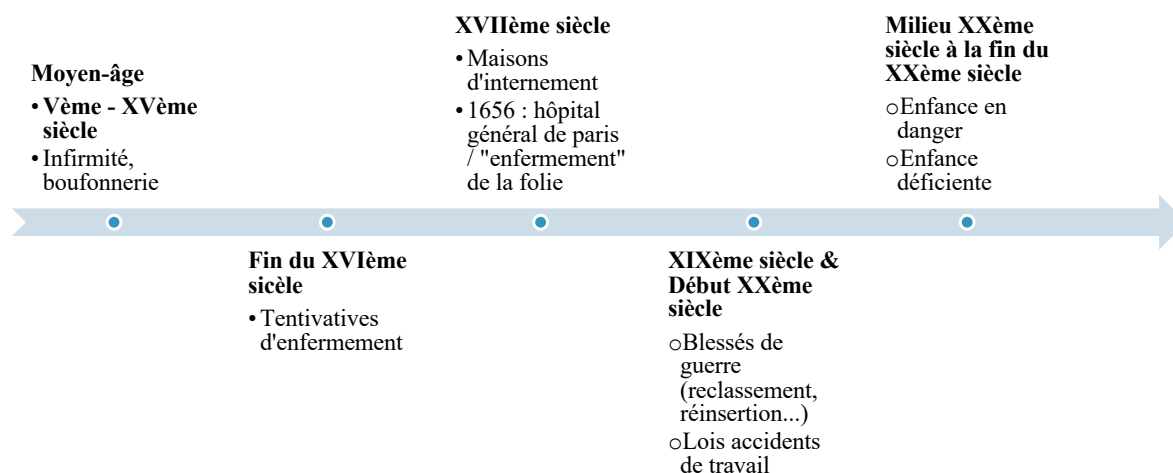 Moyen-âge
• Vème - XVème
siècle
• Infirmité,
boufonnerie
Fin du XVIème
sicèle
• Tentivatives
d'enfermement
XVIIème siècle
• Maisons
d'internement
• 1656 : hôpital
général de paris
/ "enfermement"
de la folie
XIXème siècle &
Début XXème
siècle
oBlessés de
guerre
(reclassement,
réinsertion...)
oLois accidents
de travail
Milieu XXème
siècle à la fin du
XXème siècle
oEnfance en
danger
oEnfance
déficiente